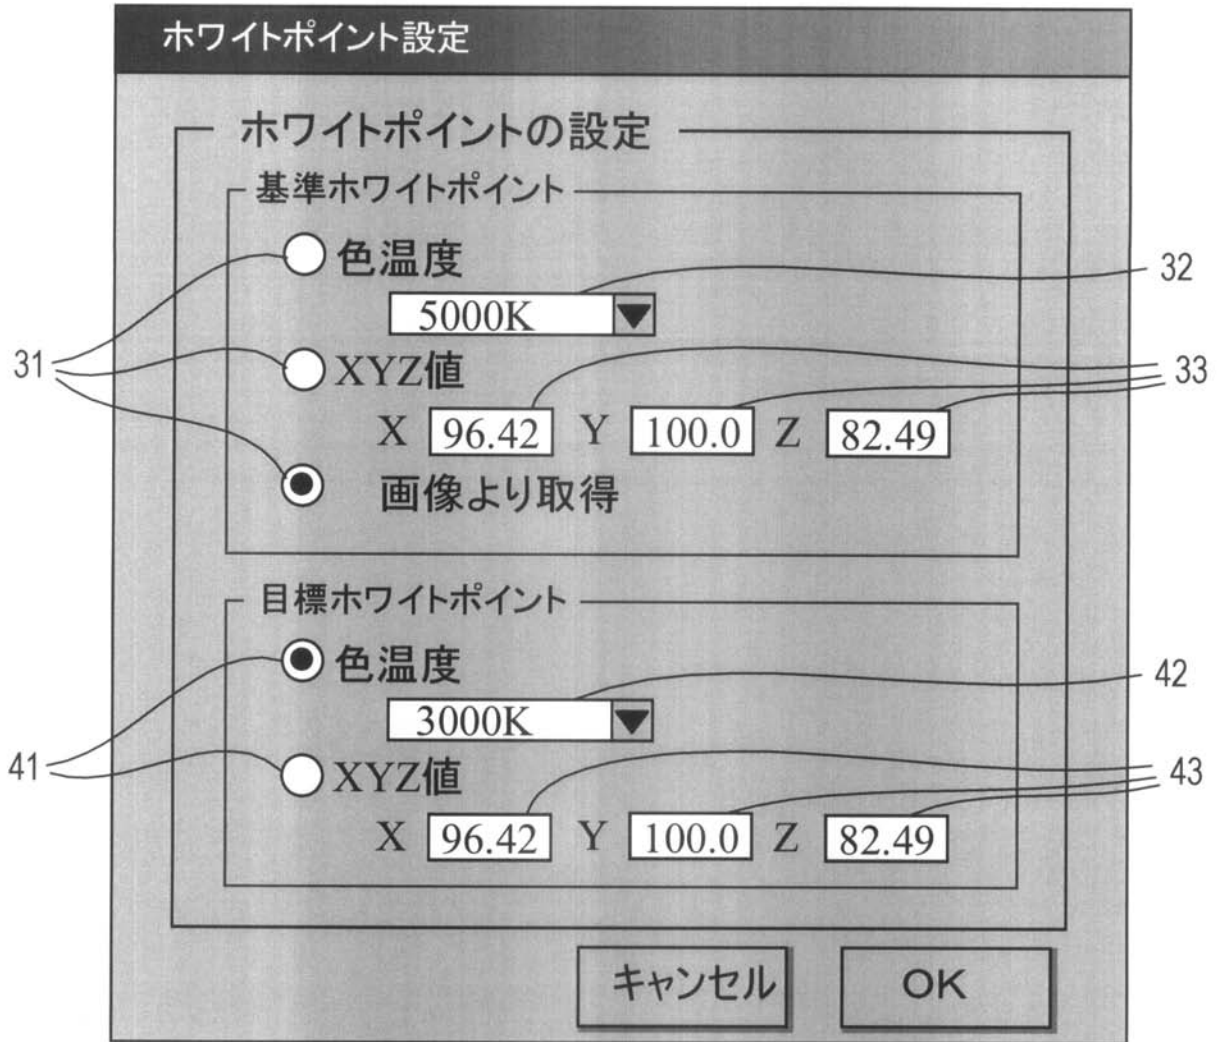 ホワイトポイント設定
ホワイトポイントの設定
基準ホワイトポイント
色温度
32
5000K
31
XYZ値
33
X 96.42 Y 100.0 Z 82.49
画像より取得
目標ホワイトポイント
色温度
42
3000K
41
XYZ値
43
X 96.42 Y 100.0 Z 82.49
キャンセル OK